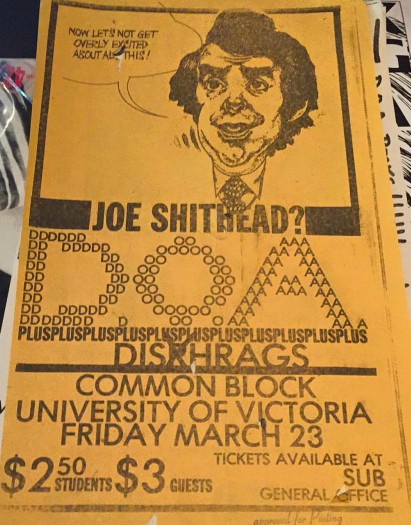 NOW LET'S NOT GET
OVERLY EXCITED
ABOUT ALL THIS!
JOE SHITHEAD?
D.O.A
PLUSPLUSPLUSPLUSPLUSPLUSPLUSPLUSPLUSPLUSPLUS
DISHRAGS
COMMON BLOCK
UNIVERSITY OF VICTORIA
FRIDAY MARCH 23
$2 50 STUDENTS $3 GUESTS
TICKETS AVAILABLE AT
SUB
GENERAL OFFICE
approved for Posting